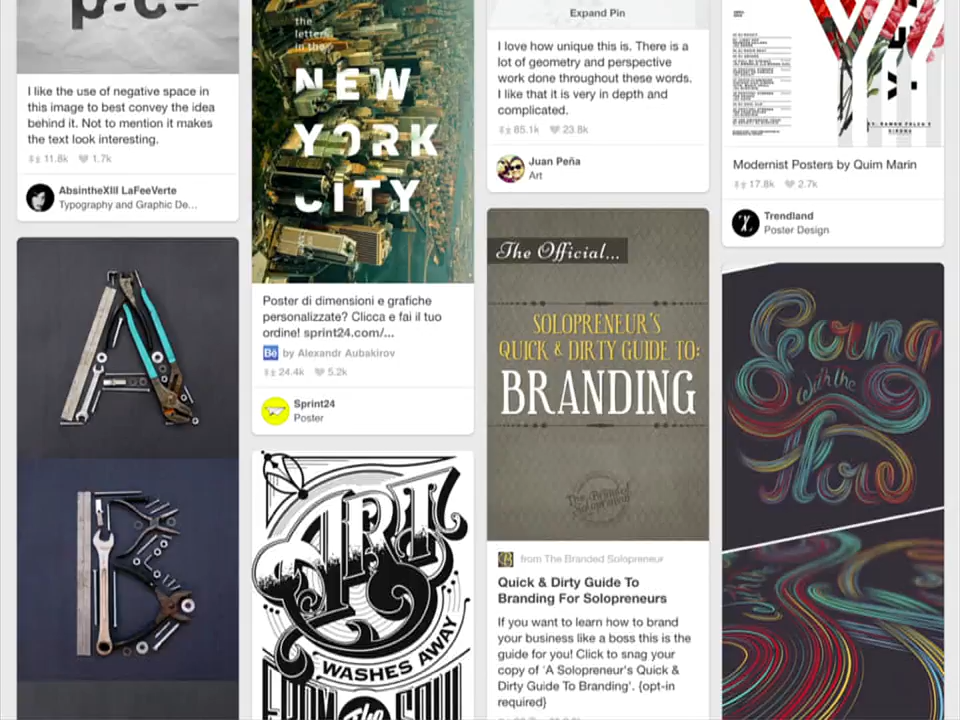 I like the use of negative space in
this image to best convey the idea
behind it. Not to mention it makes
the text look interesting.
11.8k 1.7k
AbsintheXIII LaFeeVerte
Typography and Graphic De...
A
B
the
letters
in the
NEW
YORK
CITY
Poster di dimensioni e grafiche
personalizzate? Clicca e fai il tuo
ordine! sprint24.com/...
Bē by Alexandr Aubakirov
24.4k 5.2k
Sprint24
Poster
ART
WASHES AWAY
FROM The SOUL
Expand Pin
I love how unique this is. There is a
lot of geometry and perspective
work done throughout these words.
I like that it is very in depth and
complicated.
85.1k 23.8k
Juan Peña
Art
The Official...
SOLOPRENEUR'S
QUICK & DIRTY GUIDE TO:
BRANDING
The Branded
Solopreneur
from The Branded Solopreneur
Quick & Dirty Guide To
Branding For Solopreneurs
If you want to learn how to brand
your business like a boss this is the
guide for you! Click to snag your
copy of 'A Solopreneur's Quick &
Dirty Guide To Branding'. {opt-in
required}
Modernist Posters by Quim Marin
17.8k 2.7k
Trendland
Poster Design
Going
with the
Flow